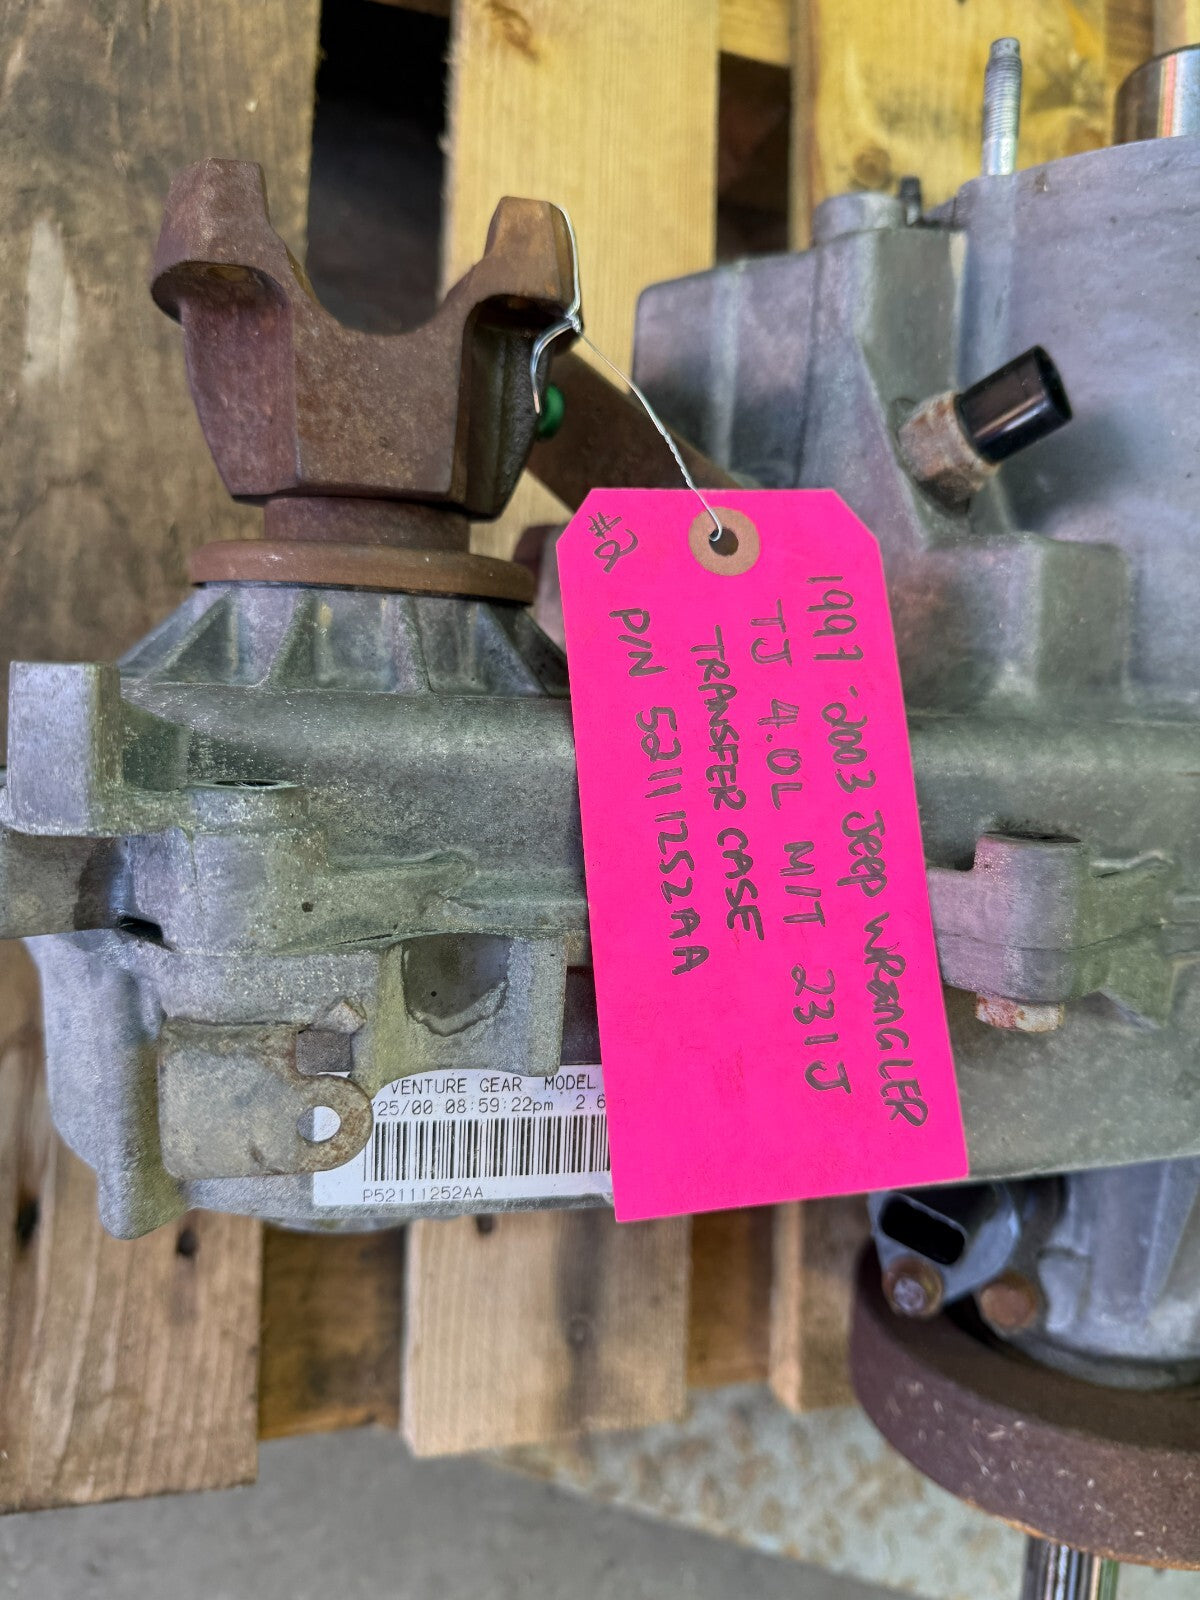 1997-2003 Jeep WRANGLER
TJ 4.0L M/T 231J
TRANSFER CASE
P/N 52111252AA
VENTURE GEAR MODEL
/25/00 08:59:22pm 2.6
P52111252AA